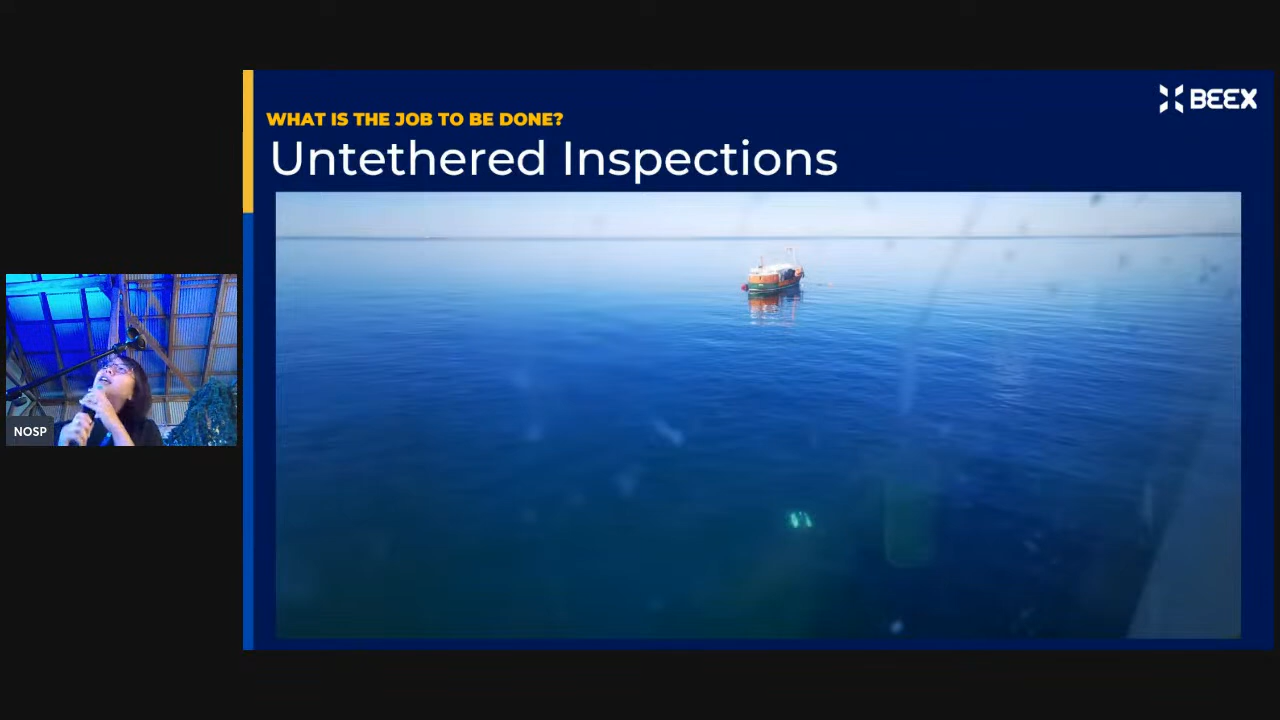 BEEX
WHAT IS THE JOB TO BE DONE?
Untethered Inspections
NOSP